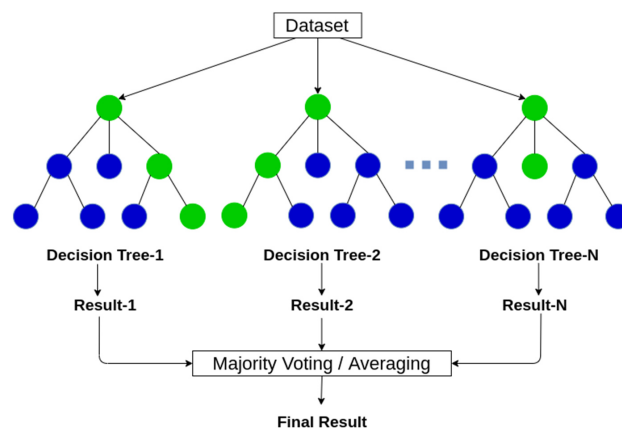 Dataset
Decision Tree-1
Decision Tree-2
Decision Tree-N
Result-1
Result-2
Result-N
Majority Voting / Averaging
Final Result